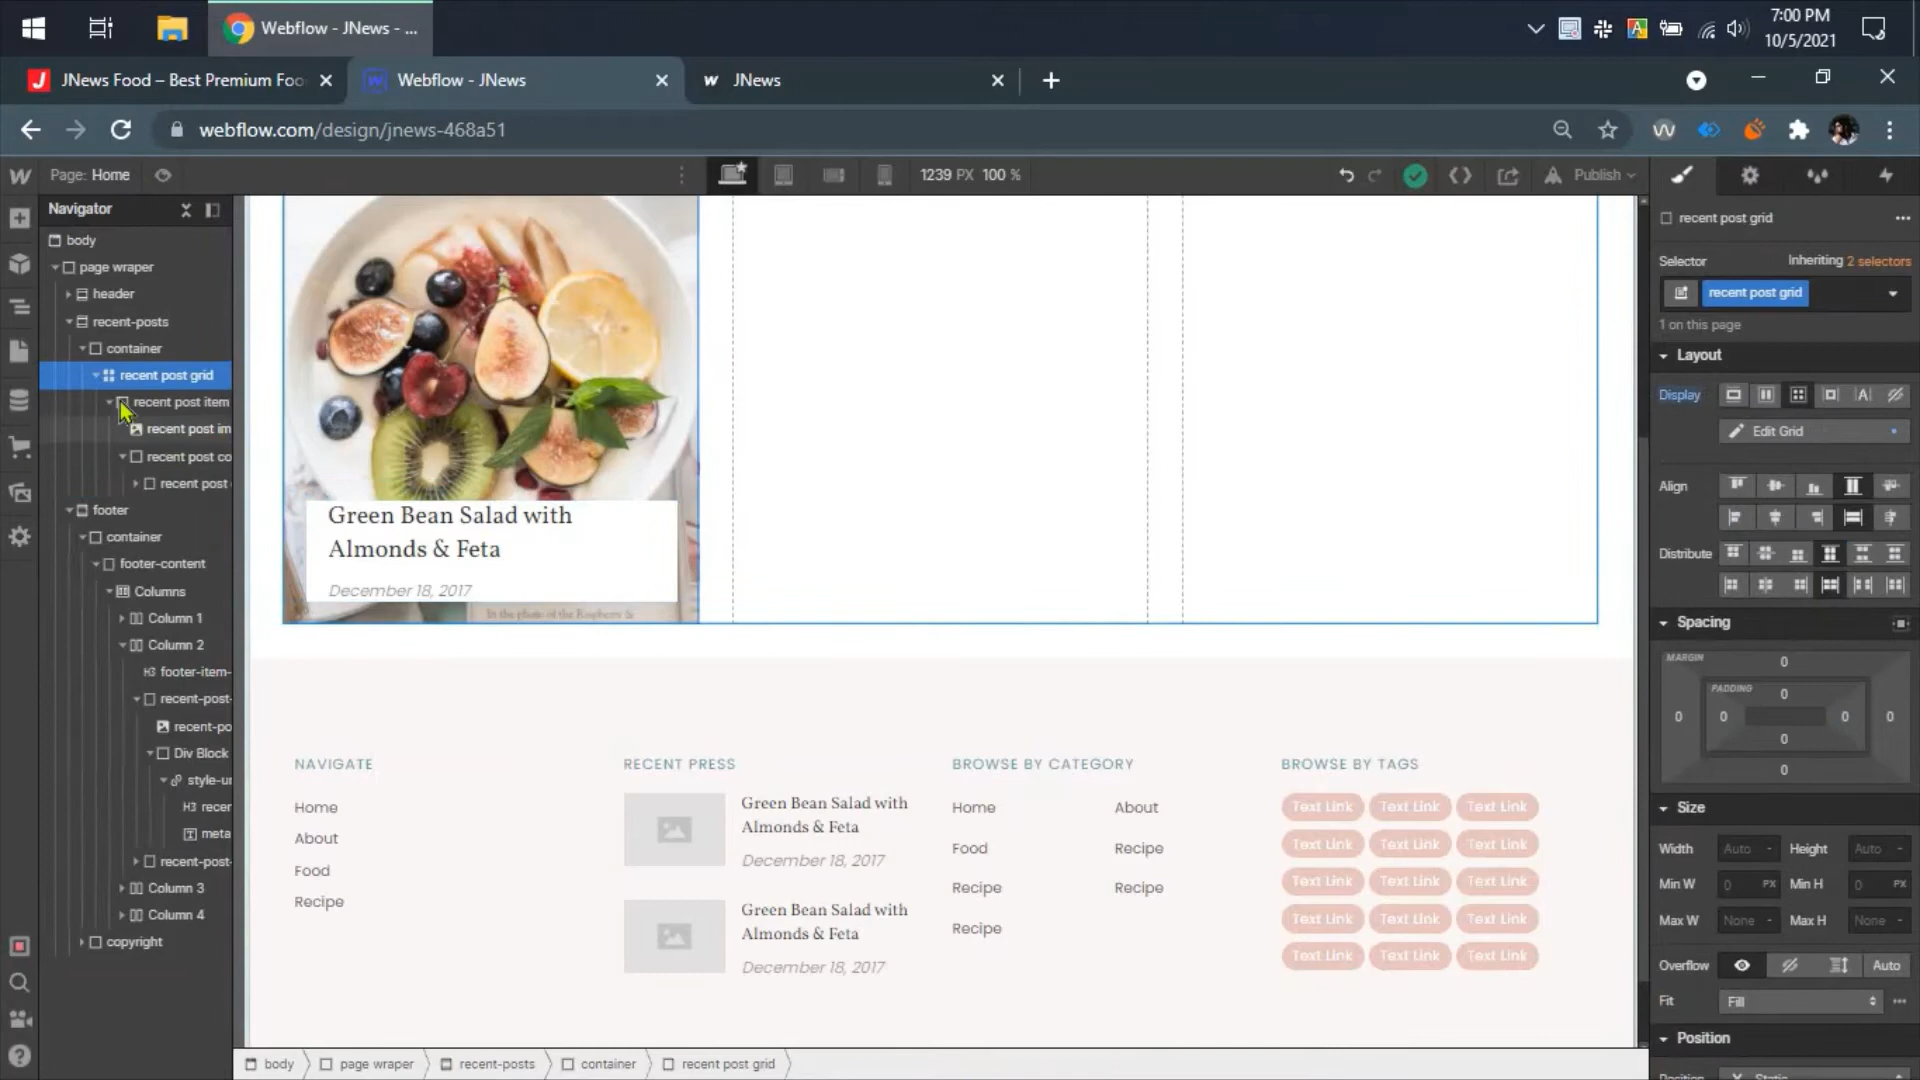 Webflow - JNews - ...
7:00 PM
10/5/2021
JNews Food – Best Premium Foo
Webflow - JNews
JNews
webflow.com/design/jnews-468a51
Page: Home
1239 PX 100 %
Publish
Navigator
body
page wraper
header
recent-posts
container
recent post grid
recent post item
recent post im
recent post co
recent post
footer
container
footer-content
Columns
Column 1
Column 2
H3 footer-item-
recent-post-
recent-po
Div Block
style-ur
H3 recer
meta
recent-post-
Column 3
Column 4
copyright
Green Bean Salad with
Almonds & Feta
December 18, 2017
In the photo of the Raspberry &
NAVIGATE
Home
About
Food
Recipe
RECENT PRESS
Green Bean Salad with
Almonds & Feta
December 18, 2017
Green Bean Salad with
Almonds & Feta
December 18, 2017
BROWSE BY CATEGORY
Home About
Food Recipe
Recipe Recipe
Recipe
BROWSE BY TAGS
Text Link Text Link Text Link
Text Link Text Link Text Link
Text Link Text Link Text Link
Text Link Text Link Text Link
Text Link Text Link Text Link
body page wraper recent-posts container recent post grid
recent post grid
Selector Inheriting 2 selectors
recent post grid
1 on this page
Layout
Display
Edit Grid
Align
Distribute
Spacing
MARGIN
0
PADDING
0
0 0 0 0
0
0
Size
Width Auto - Height Auto -
Min W 0 PX Min H 0 PX
Max W None - Max H None -
Overflow Auto
Fit Fill
Position
Position Static